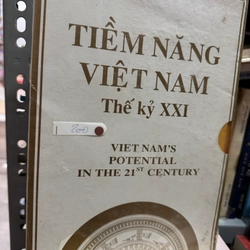 TIỀM NĂNG
VIỆT NAM
Thế kỷ XXI
VIET NAM'S
POTENTIAL
IN THE 21ST CENTURY